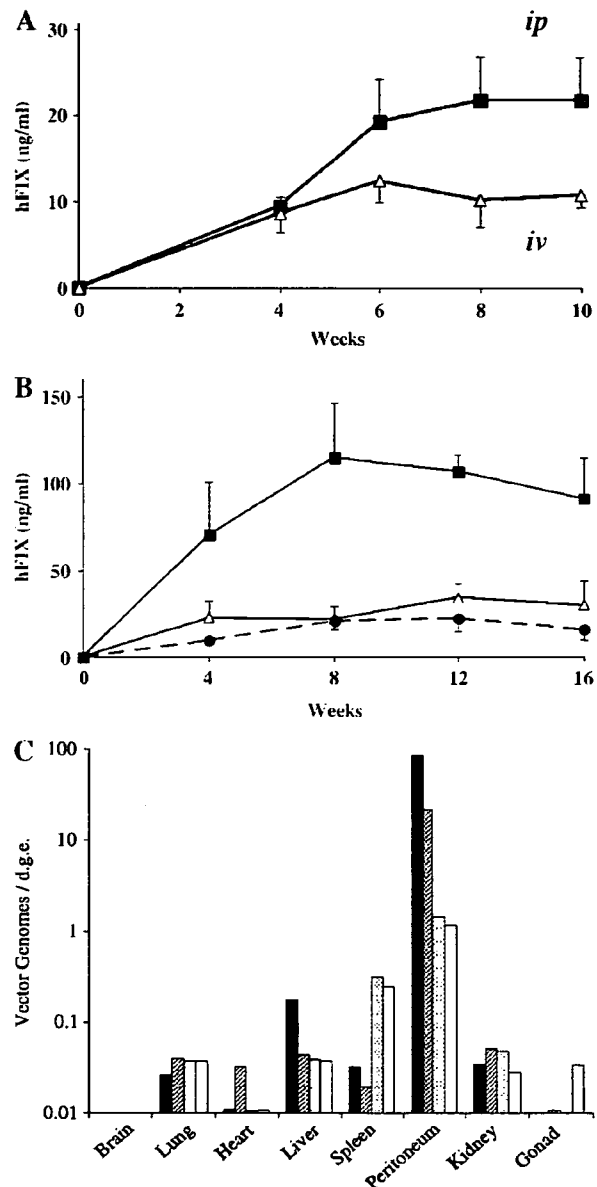 A
ip
30
20
10
0
hFIX (ng/ml)
iv
0 2 4 6 8 10
Weeks
B
150
100
50
0
hFIX (ng/ml)
0 4 8 12 16
Weeks
C
100
10
1
0.1
0.01
Vector Genomes / d.g.e.
Brain Lung Heart Liver Spleen Peritoneum Kidney Gonad